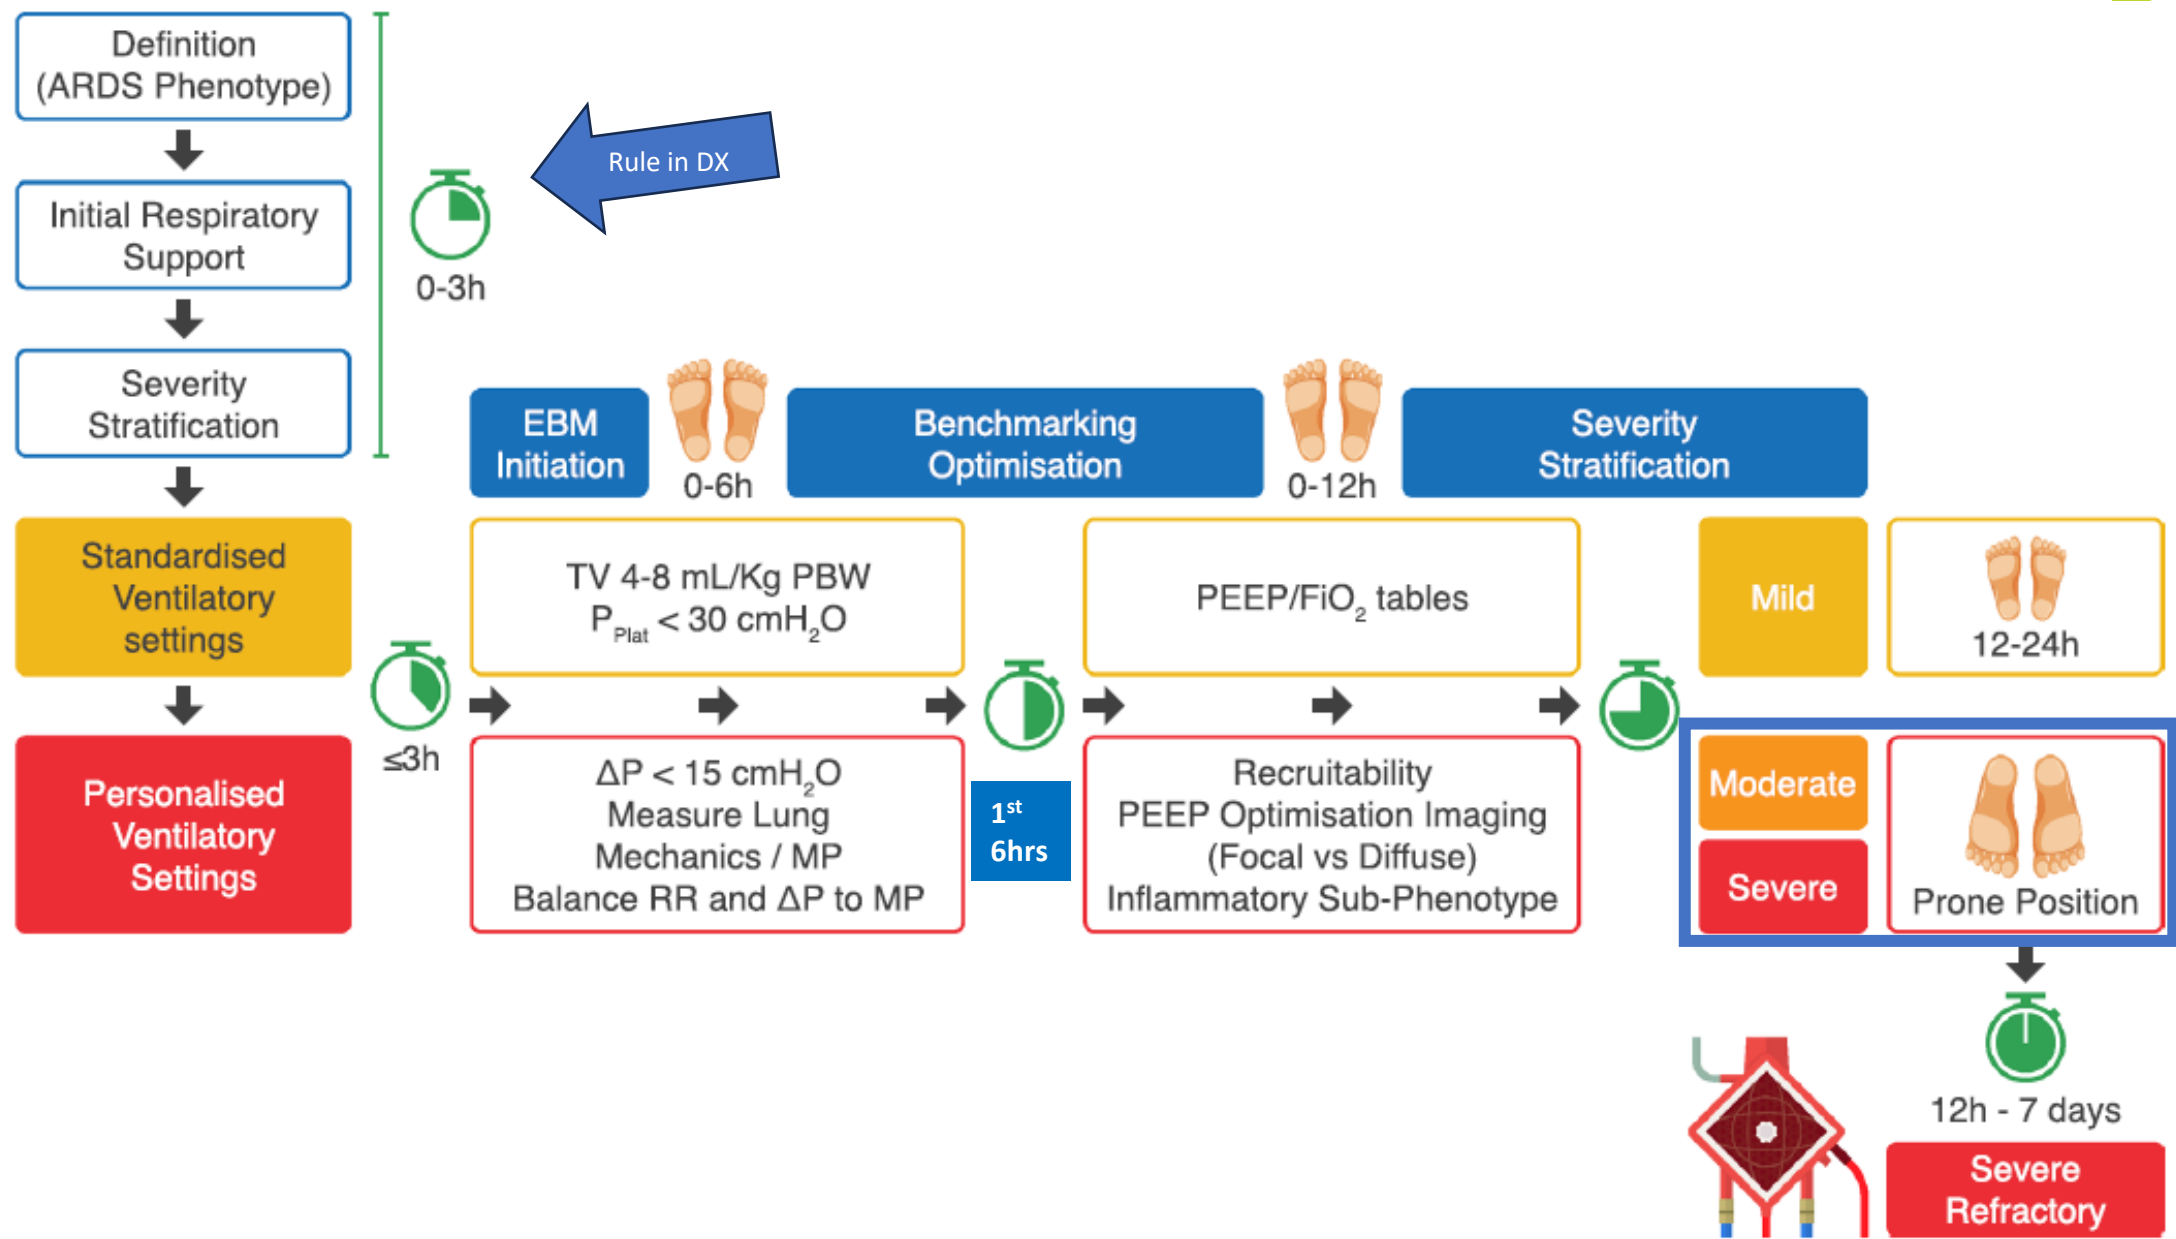 Definition
(ARDS Phenotype)
Rule in DX
Initial Respiratory
Support
0-3h
Severity
Stratification
EBM
Initiation
0-6h
Benchmarking
Optimisation
0-12h
Severity
Stratification
Standardised
Ventilatory
settings
≤3h
TV 4-8 mL/Kg PBW
P_Plat < 30 cmH₂O
PEEP/FiO₂ tables
Mild
12-24h
Personalised
Ventilatory
Settings
ΔP < 15 cmH₂O
Measure Lung
Mechanics / MP
Balance RR and ΔP to MP
1st
6hrs
Recruitability
PEEP Optimisation Imaging
(Focal vs Diffuse)
Inflammatory Sub-Phenotype
Moderate
Severe
Prone Position
12h - 7 days
Severe
Refractory